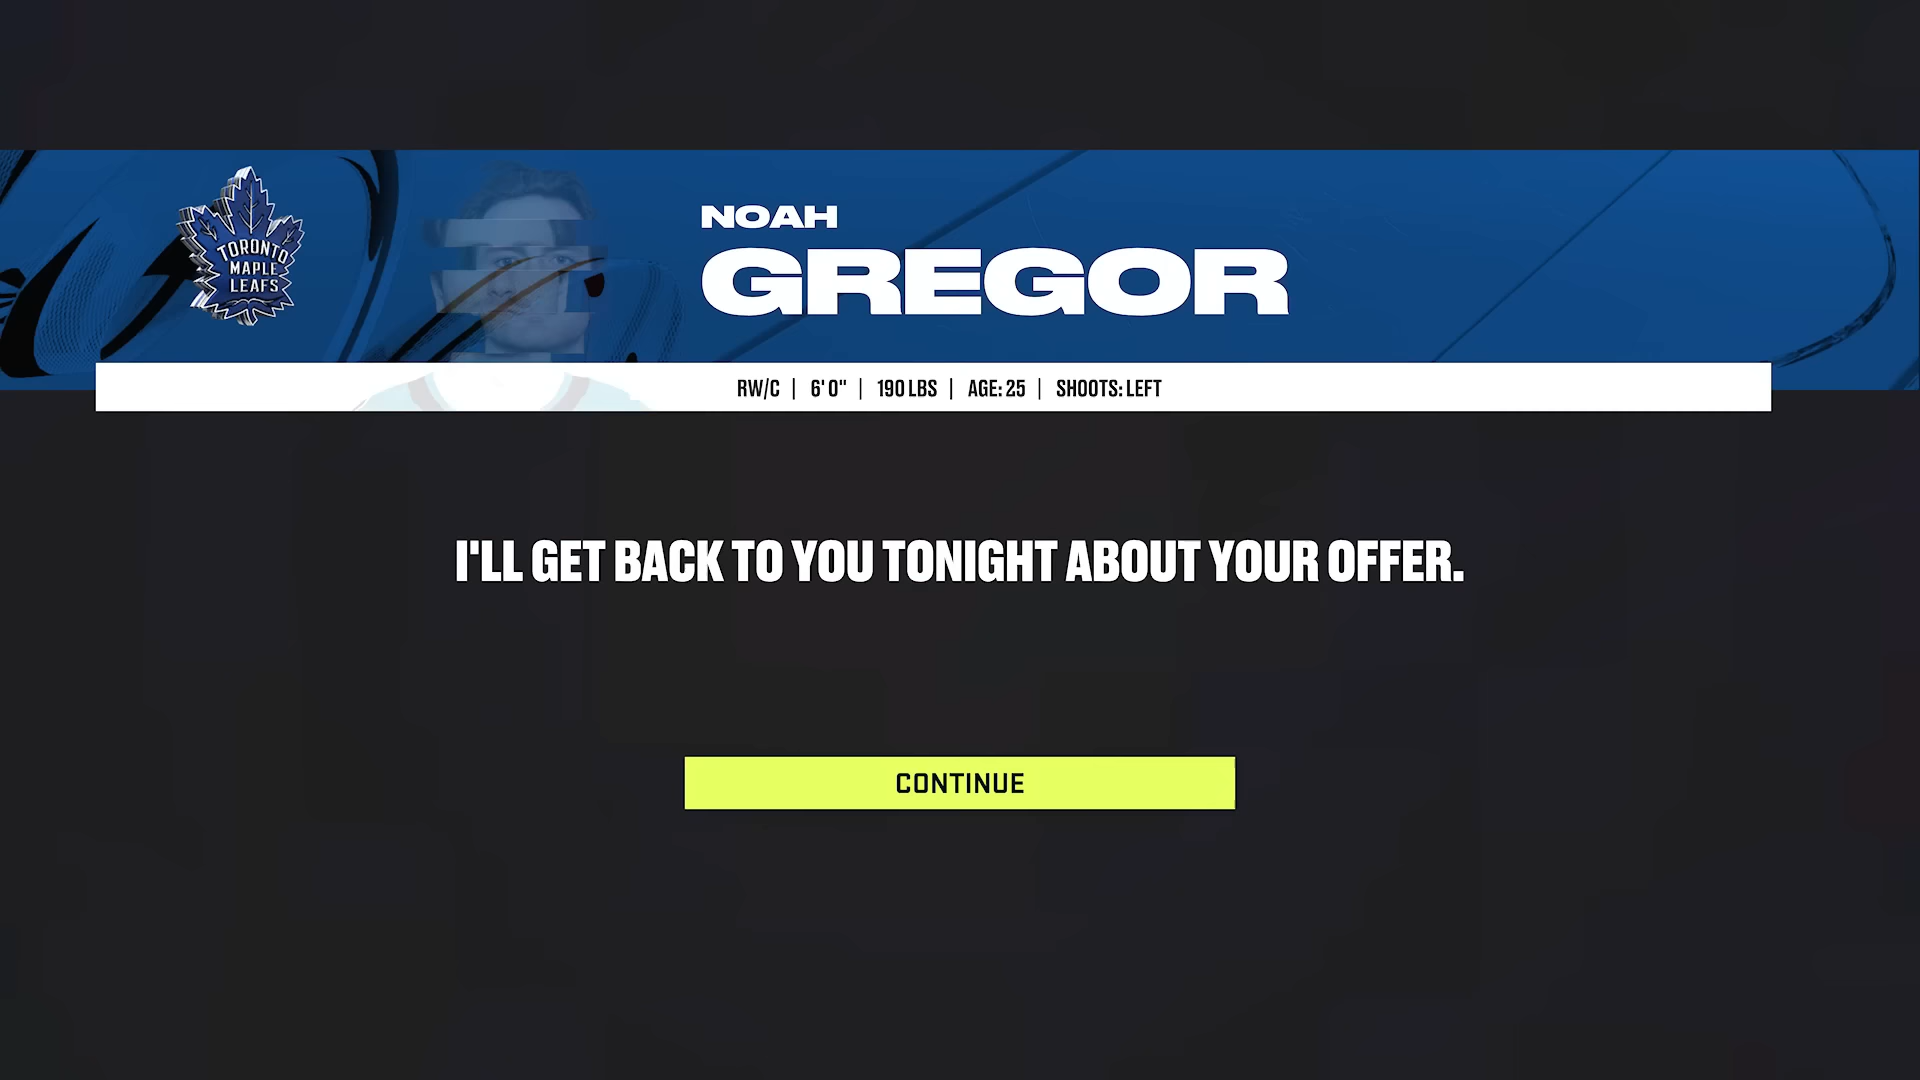 TORONTO
MAPLE
LEAFS
NOAH
GREGOR
RW/C | 6' 0" | 190 LBS | AGE: 25 | SHOOTS: LEFT
I'LL GET BACK TO YOU TONIGHT ABOUT YOUR OFFER.
CONTINUE